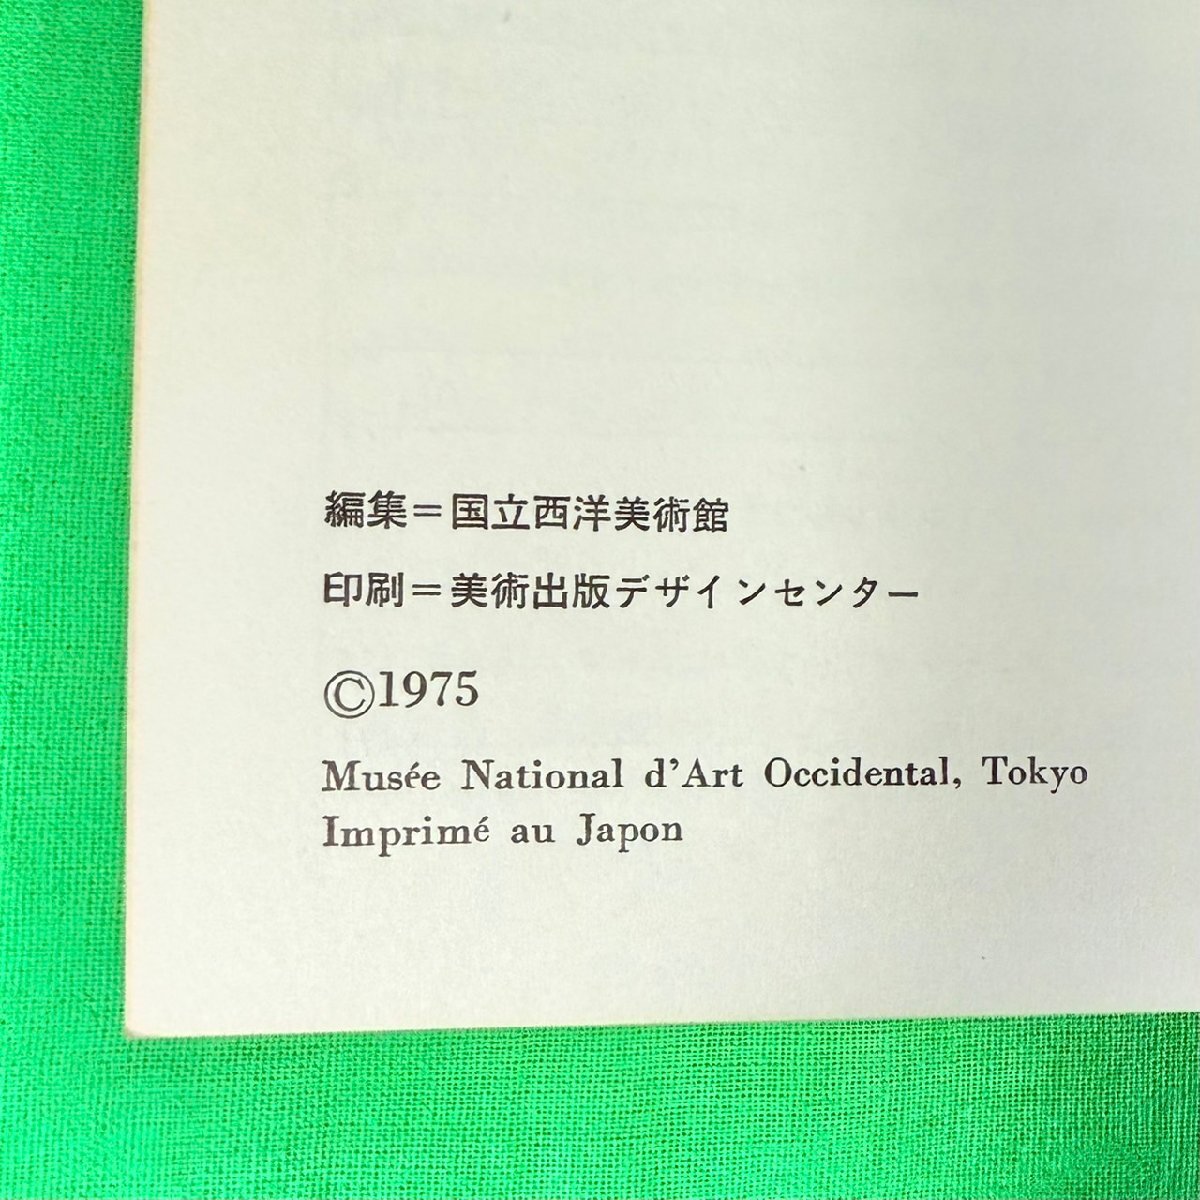 編集＝国立西洋美術館
印刷＝美術出版デザインセンター
©1975
Musée National d'Art Occidental, Tokyo
Imprimé au Japon